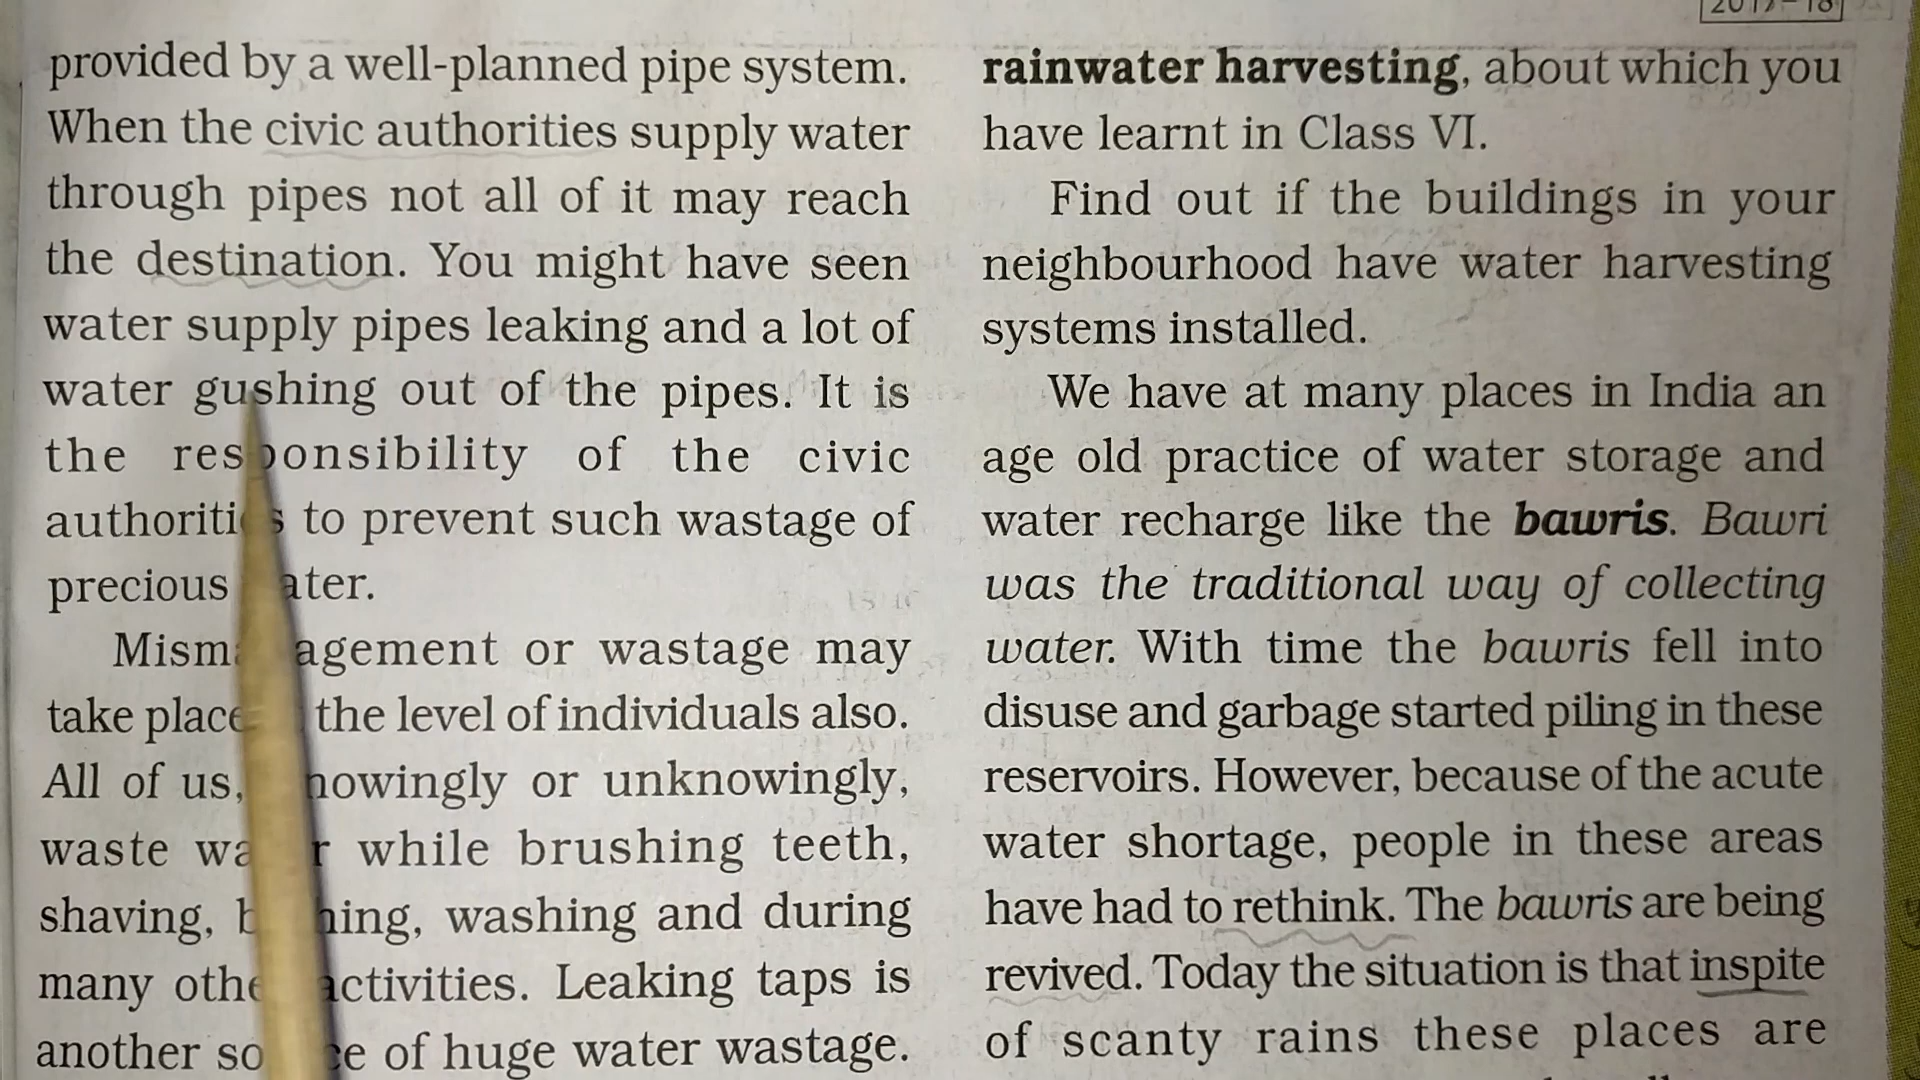 provided by a well-planned pipe system.
When the civic authorities supply water
through pipes not all of it may reach
the destination. You might have seen
water supply pipes leaking and a lot of
water gushing out of the pipes. It is
the responsibility of the civic
authorities to prevent such wastage of
precious water.
Mismanagement or wastage may
take place the level of individuals also.
All of us, knowingly or unknowingly,
waste water while brushing teeth,
shaving, bathing, washing and during
many other activities. Leaking taps is
another source of huge water wastage.
rainwater harvesting, about which you
have learnt in Class VI.
Find out if the buildings in your
neighbourhood have water harvesting
systems installed.
We have at many places in India an
age old practice of water storage and
water recharge like the bawris. Bawri
was the traditional way of collecting
water. With time the bawris fell into
disuse and garbage started piling in these
reservoirs. However, because of the acute
water shortage, people in these areas
have had to rethink. The bawris are being
revived. Today the situation is that inspite
of scanty rains these places are